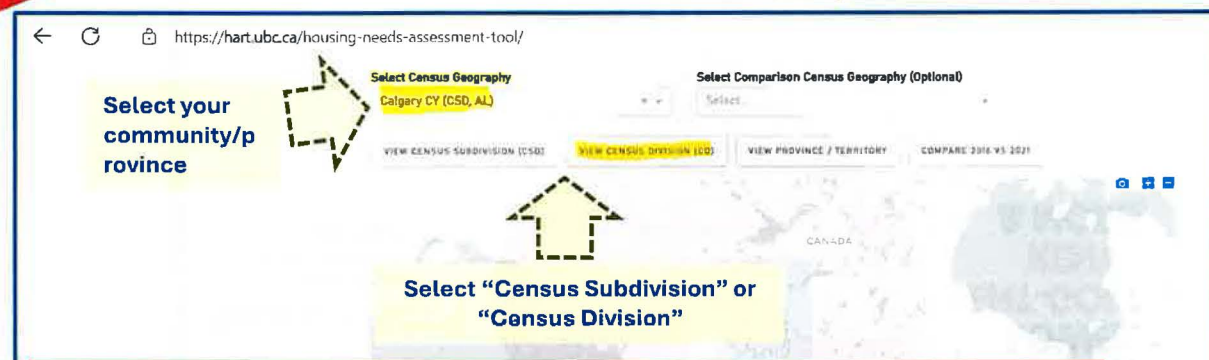 https://hart.ubc.ca/housing-needs-assessment-tool/
Select Census Geography
Select Comparison Census Geography (Optional)
Calgary CY (CSD, AL)
Select...
Select your
community/p
rovince
VIEW CENSUS SUBDIVISION (CSD)
VIEW CENSUS DIVISION (CD)
VIEW PROVINCE / TERRITORY
COMPARE 2016 VS 2021
CANADA
Select “Census Subdivision” or
“Census Division”